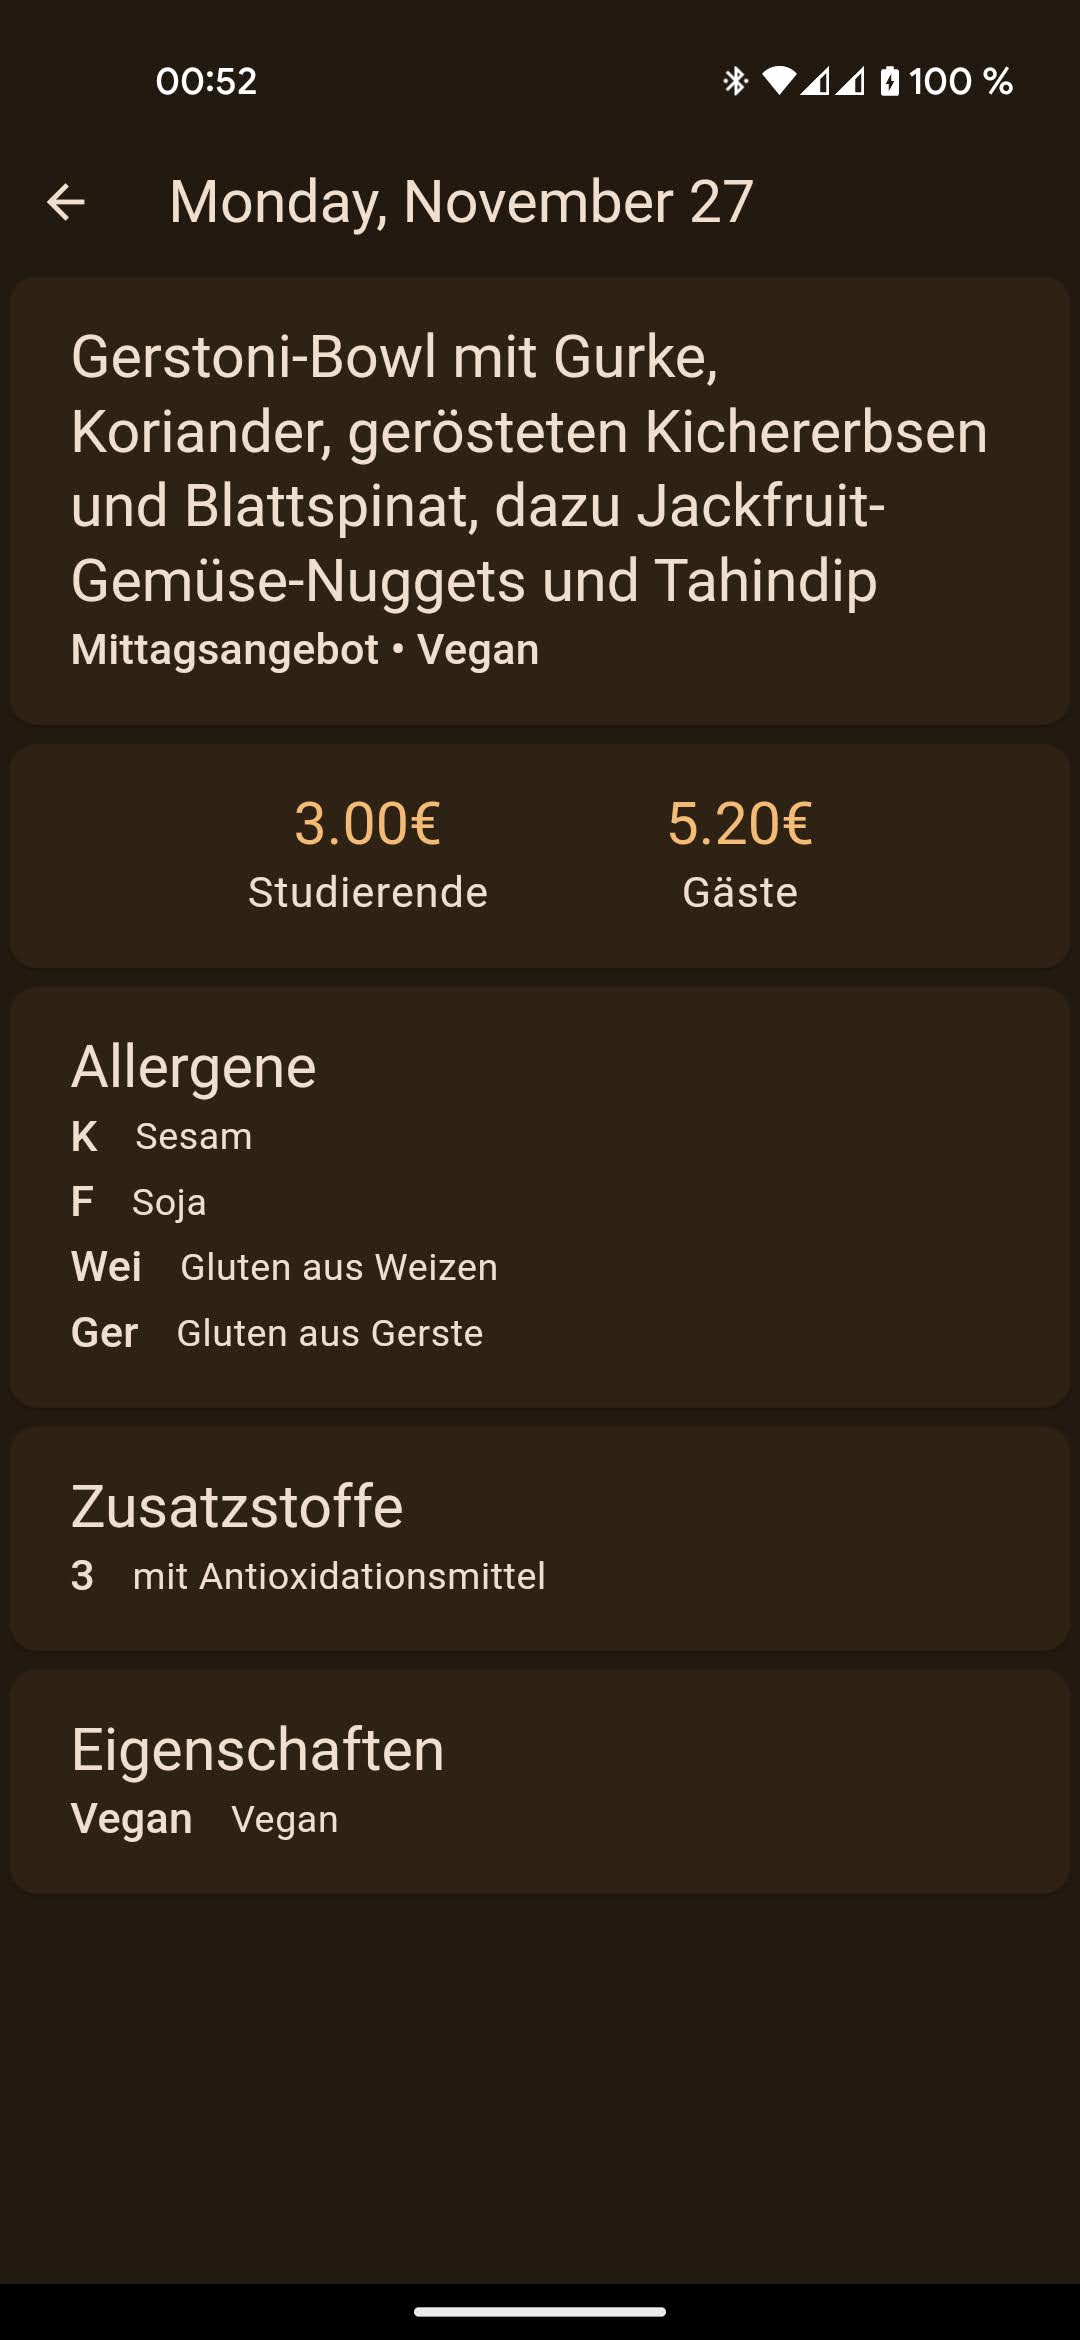 00:52
100 %
Monday, November 27
Gerstoni-Bowl mit Gurke,
Koriander, gerösteten Kichererbsen
und Blattspinat, dazu Jackfruit-
Gemüse-Nuggets und Tahindip
Mittagsangebot • Vegan
3.00€ 5.20€
Studierende Gäste
Allergene
K Sesam
F Soja
Wei Gluten aus Weizen
Ger Gluten aus Gerste
Zusatzstoffe
3 mit Antioxidationsmittel
Eigenschaften
Vegan Vegan